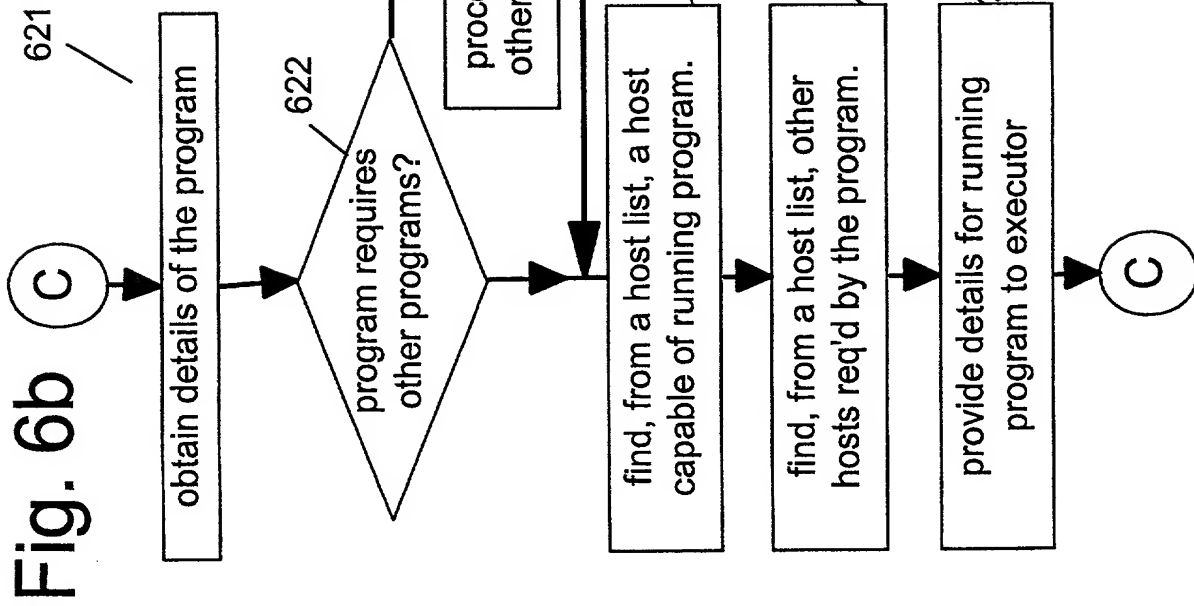 Fig. 6b
C
621
obtain details of the program
622
program requires
other programs?
other
find, from a host list, a host
capable of running program.
find, from a host list, other
hosts req'd by the program.
provide details for running
program to executor
C